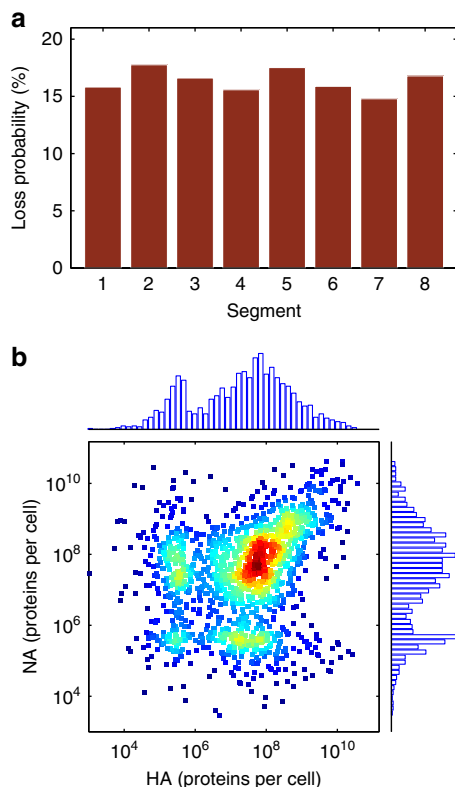 a
Loss probability (%)
20
15
10
5
0
1 2 3 4 5 6 7 8
Segment
b
NA (proteins per cell)
10^10
10^8
10^6
10^4
10^4 10^6 10^8 10^10
HA (proteins per cell)